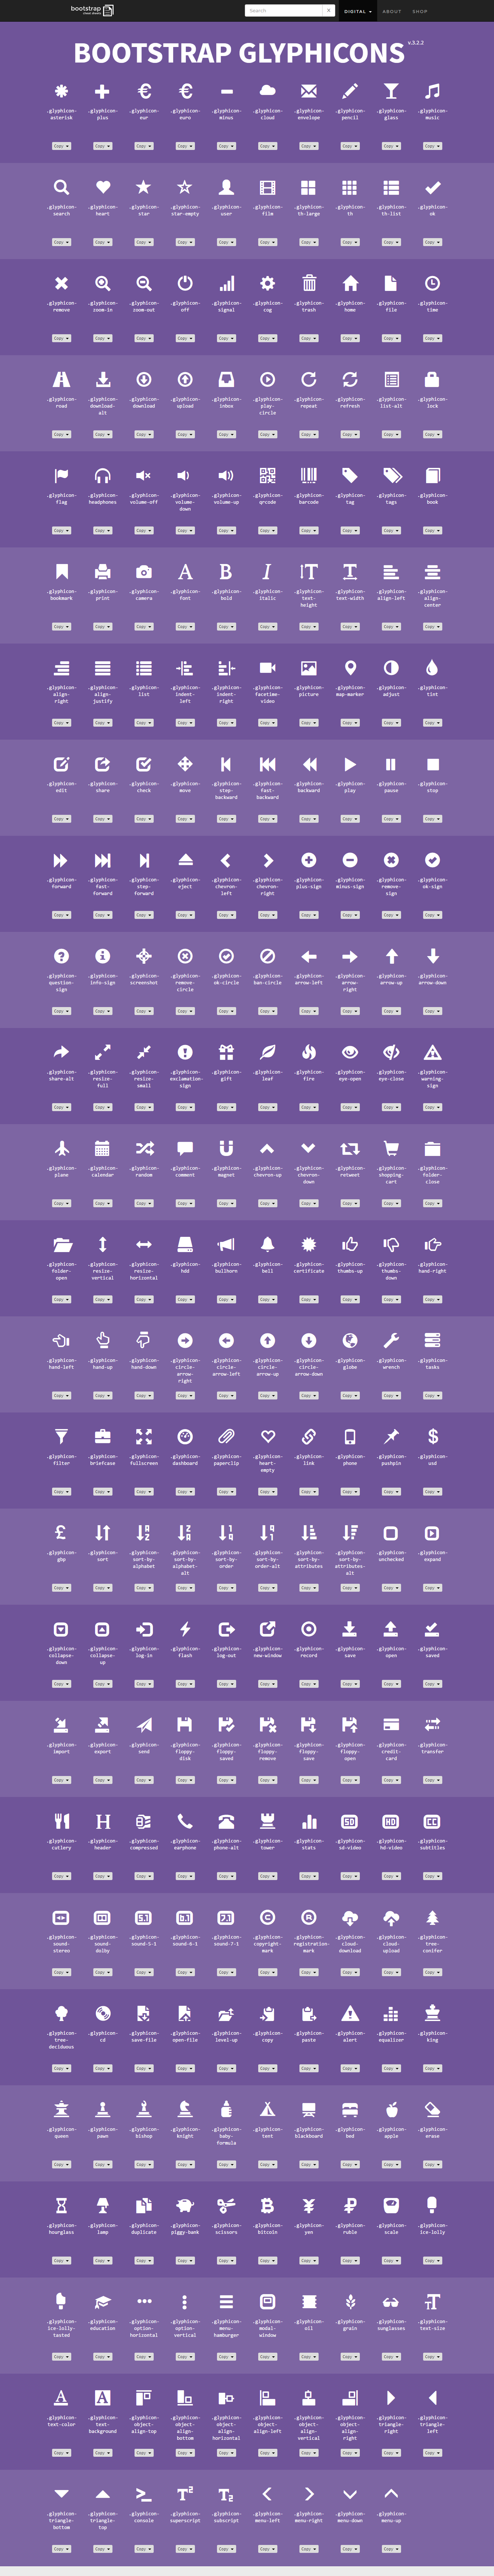 bootstrap
cheat sheets
Search × DIGITAL ABOUT SHOP
BOOTSTRAP GLYPHICONS v.3.2.2
.glyphicon- .glyphicon- .glyphicon- .glyphicon- .glyphicon- .glyphicon- .glyphicon- .glyphicon- .glyphicon- .glyphicon-
asterisk plus eur euro minus cloud envelope pencil glass music
Copy Copy Copy Copy Copy Copy Copy Copy Copy Copy
.glyphicon- .glyphicon- .glyphicon- .glyphicon- .glyphicon- .glyphicon- .glyphicon- .glyphicon- .glyphicon- .glyphicon-
search heart star star-empty user film th-large th th-list ok
Copy Copy Copy Copy Copy Copy Copy Copy Copy Copy
.glyphicon- .glyphicon- .glyphicon- .glyphicon- .glyphicon- .glyphicon- .glyphicon- .glyphicon- .glyphicon- .glyphicon-
remove zoom-in zoom-out off signal cog trash home file time
Copy Copy Copy Copy Copy Copy Copy Copy Copy Copy
.glyphicon- .glyphicon- .glyphicon- .glyphicon- .glyphicon- .glyphicon- .glyphicon- .glyphicon- .glyphicon- .glyphicon-
road download- download upload inbox play- repeat refresh list-alt lock
alt circle
Copy Copy Copy Copy Copy Copy Copy Copy Copy Copy
.glyphicon- .glyphicon- .glyphicon- .glyphicon- .glyphicon- .glyphicon- .glyphicon- .glyphicon- .glyphicon- .glyphicon-
flag headphones volume-off volume- volume-up qrcode barcode tag tags book
down
Copy Copy Copy Copy Copy Copy Copy Copy Copy Copy
.glyphicon- .glyphicon- .glyphicon- .glyphicon- .glyphicon- .glyphicon- .glyphicon- .glyphicon- .glyphicon- .glyphicon-
bookmark print camera font bold italic text- text-width align-left align-
height center
Copy Copy Copy Copy Copy Copy Copy Copy Copy Copy
.glyphicon- .glyphicon- .glyphicon- .glyphicon- .glyphicon- .glyphicon- .glyphicon- .glyphicon- .glyphicon- .glyphicon-
align- align- list indent- indent- facetime- picture map-marker adjust tint
right justify left right video
Copy Copy Copy Copy Copy Copy Copy Copy Copy Copy
.glyphicon- .glyphicon- .glyphicon- .glyphicon- .glyphicon- .glyphicon- .glyphicon- .glyphicon- .glyphicon- .glyphicon-
edit share check move step- fast- backward play pause stop
backward backward
Copy Copy Copy Copy Copy Copy Copy Copy Copy Copy
.glyphicon- .glyphicon- .glyphicon- .glyphicon- .glyphicon- .glyphicon- .glyphicon- .glyphicon- .glyphicon- .glyphicon-
forward fast- step- eject chevron- chevron- plus-sign minus-sign remove- ok-sign
forward forward left right sign
Copy Copy Copy Copy Copy Copy Copy Copy Copy Copy
.glyphicon- .glyphicon- .glyphicon- .glyphicon- .glyphicon- .glyphicon- .glyphicon- .glyphicon- .glyphicon- .glyphicon-
question- info-sign screenshot remove- ok-circle ban-circle arrow-left arrow- arrow-up arrow-down
sign circle right
Copy Copy Copy Copy Copy Copy Copy Copy Copy Copy
.glyphicon- .glyphicon- .glyphicon- .glyphicon- .glyphicon- .glyphicon- .glyphicon- .glyphicon- .glyphicon- .glyphicon-
share-alt resize- resize- exclamation- gift leaf fire eye-open eye-close warning-
full small sign sign
Copy Copy Copy Copy Copy Copy Copy Copy Copy Copy
.glyphicon- .glyphicon- .glyphicon- .glyphicon- .glyphicon- .glyphicon- .glyphicon- .glyphicon- .glyphicon- .glyphicon-
plane calendar random comment magnet chevron-up chevron- retweet shopping- folder-
down cart close
Copy Copy Copy Copy Copy Copy Copy Copy Copy Copy
.glyphicon- .glyphicon- .glyphicon- .glyphicon- .glyphicon- .glyphicon- .glyphicon- .glyphicon- .glyphicon- .glyphicon-
folder- resize- resize- hdd bullhorn bell certificate thumbs-up thumbs- hand-right
open vertical horizontal down
Copy Copy Copy Copy Copy Copy Copy Copy Copy Copy
.glyphicon- .glyphicon- .glyphicon- .glyphicon- .glyphicon- .glyphicon- .glyphicon- .glyphicon- .glyphicon- .glyphicon-
hand-left hand-up hand-down circle- circle- circle- circle- globe wrench tasks
arrow- arrow-left arrow-up arrow-down
right
Copy Copy Copy Copy Copy Copy Copy Copy Copy Copy
.glyphicon- .glyphicon- .glyphicon- .glyphicon- .glyphicon- .glyphicon- .glyphicon- .glyphicon- .glyphicon- .glyphicon-
filter briefcase fullscreen dashboard paperclip heart- link phone pushpin usd
empty
Copy Copy Copy Copy Copy Copy Copy Copy Copy Copy
.glyphicon- .glyphicon- .glyphicon- .glyphicon- .glyphicon- .glyphicon- .glyphicon- .glyphicon- .glyphicon- .glyphicon-
gbp sort sort-by- sort-by- sort-by- sort-by- sort-by- sort-by- unchecked expand
alphabet alphabet- order order-alt attributes attributes-
alt alt
Copy Copy Copy Copy Copy Copy Copy Copy Copy Copy
.glyphicon- .glyphicon- .glyphicon- .glyphicon- .glyphicon- .glyphicon- .glyphicon- .glyphicon- .glyphicon- .glyphicon-
collapse- collapse- log-in flash log-out new-window record save open saved
down up
Copy Copy Copy Copy Copy Copy Copy Copy Copy Copy
.glyphicon- .glyphicon- .glyphicon- .glyphicon- .glyphicon- .glyphicon- .glyphicon- .glyphicon- .glyphicon- .glyphicon-
import export send floppy- floppy- floppy- floppy- floppy- credit- transfer
disk saved remove save open card
Copy Copy Copy Copy Copy Copy Copy Copy Copy Copy
SD HD CC
.glyphicon- .glyphicon- .glyphicon- .glyphicon- .glyphicon- .glyphicon- .glyphicon- .glyphicon- .glyphicon- .glyphicon-
cutlery header compressed earphone phone-alt tower stats sd-video hd-video subtitles
Copy Copy Copy Copy Copy Copy Copy Copy Copy Copy
5.1 6.1 7.1 C R
.glyphicon- .glyphicon- .glyphicon- .glyphicon- .glyphicon- .glyphicon- .glyphicon- .glyphicon- .glyphicon- .glyphicon-
sound- sound- sound-5-1 sound-6-1 sound-7-1 copyright- registration- cloud- cloud- tree-
stereo dolby mark mark download upload conifer
Copy Copy Copy Copy Copy Copy Copy Copy Copy Copy
.glyphicon- .glyphicon- .glyphicon- .glyphicon- .glyphicon- .glyphicon- .glyphicon- .glyphicon- .glyphicon- .glyphicon-
tree- cd save-file open-file level-up copy paste alert equalizer king
deciduous
Copy Copy Copy Copy Copy Copy Copy Copy Copy Copy
.glyphicon- .glyphicon- .glyphicon- .glyphicon- .glyphicon- .glyphicon- .glyphicon- .glyphicon- .glyphicon- .glyphicon-
queen pawn bishop knight baby- tent blackboard bed apple erase
formula
Copy Copy Copy Copy Copy Copy Copy Copy Copy Copy
.glyphicon- .glyphicon- .glyphicon- .glyphicon- .glyphicon- .glyphicon- .glyphicon- .glyphicon- .glyphicon- .glyphicon-
hourglass lamp duplicate piggy-bank scissors bitcoin yen ruble scale ice-lolly
Copy Copy Copy Copy Copy Copy Copy Copy Copy Copy
.glyphicon- .glyphicon- .glyphicon- .glyphicon- .glyphicon- .glyphicon- .glyphicon- .glyphicon- .glyphicon- .glyphicon-
ice-lolly- education option- option- menu- modal- oil grain sunglasses text-size
tasted horizontal vertical hamburger window
Copy Copy Copy Copy Copy Copy Copy Copy Copy Copy
.glyphicon- .glyphicon- .glyphicon- .glyphicon- .glyphicon- .glyphicon- .glyphicon- .glyphicon- .glyphicon- .glyphicon-
text-color text- object- object- object- object- object- object- triangle- triangle-
background align-top align- align- align-left align- align- right left
bottom horizontal vertical right
Copy Copy Copy Copy Copy Copy Copy Copy Copy Copy
.glyphicon- .glyphicon- .glyphicon- .glyphicon- .glyphicon- .glyphicon- .glyphicon- .glyphicon- .glyphicon-
triangle- triangle- console superscript subscript menu-left menu-right menu-down menu-up
bottom top
Copy Copy Copy Copy Copy Copy Copy Copy Copy